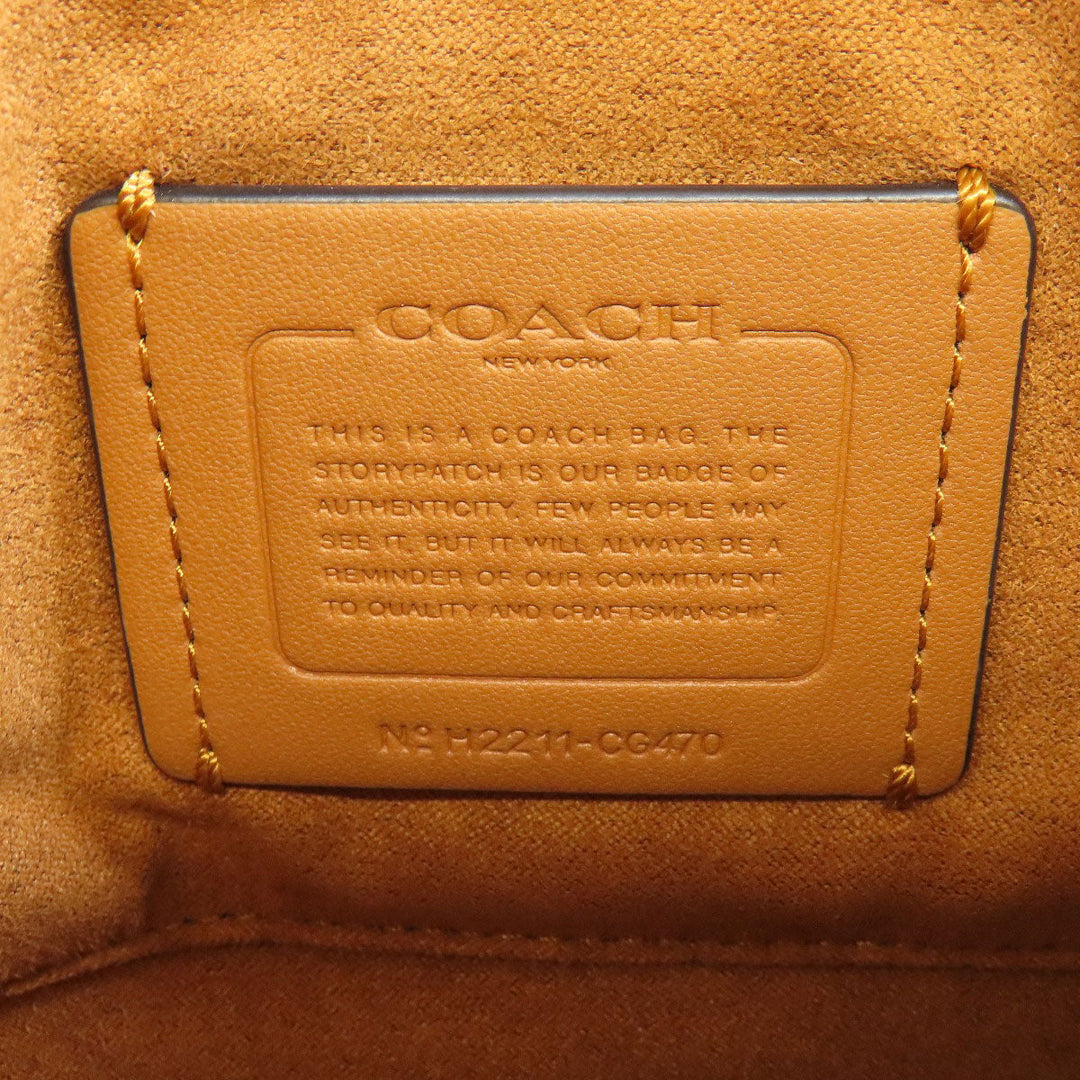 COACH
NEW YORK
THIS IS A COACH BAG. THE
STORYPATCH IS OUR BADGE OF
AUTHENTICITY. FEW PEOPLE MAY
SEE IT, BUT IT WILL ALWAYS BE A
REMINDER OF OUR COMMITMENT
TO QUALITY AND CRAFTSMANSHIP.
Nº H2211-CG470